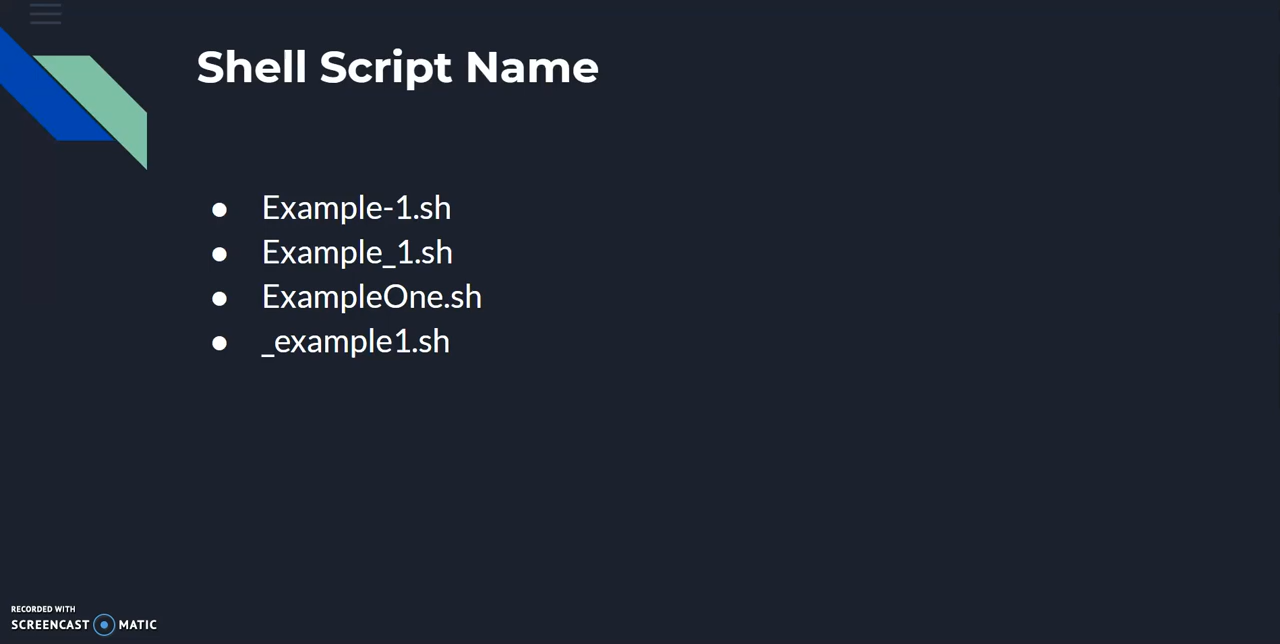 Shell Script Name
● Example-1.sh
● Example_1.sh
● ExampleOne.sh
● _example1.sh
RECORDED WITH
SCREENCAST MATIC